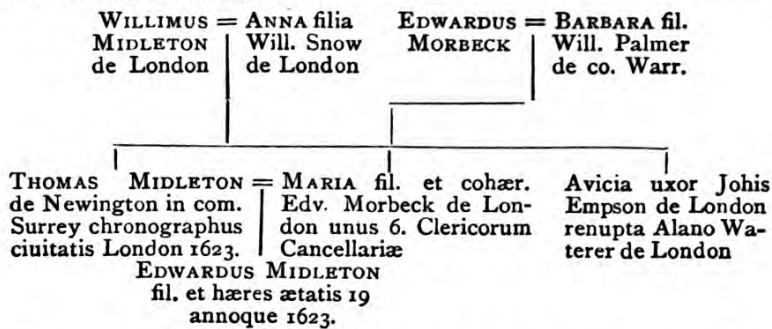 WILLIMUS = ANNA filia
MIDLETON Will. Snow
de London de London
EDWARDUS = BARBARA fil.
MORBECK Will. Palmer
de co. Warr.
THOMAS MIDLETON = MARIA fil. et cohær.
de Newington in com. Edv. Morbeck de Lon-
Surrey chronographus don unus 6. Clericorum
ciuitatis London 1623. Cancellariæ
Avicia uxor Johis
Empson de London
renupta Alano Wa-
terer de London
EDWARDUS MIDLETON
fil. et hæres ætatis 19
annoque 1623.